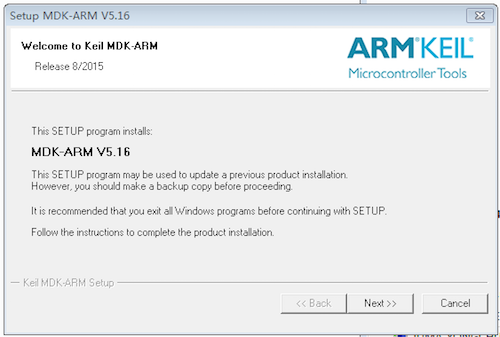 Setup MDK-ARM V5.16
Welcome to Keil MDK-ARM
Release 8/2015
ARM®KEIL®
Microcontroller Tools
This SETUP program installs:
MDK-ARM V5.16
This SETUP program may be used to update a previous product installation.
However, you should make a backup copy before proceeding.
It is recommended that you exit all Windows programs before continuing with SETUP.
Follow the instructions to complete the product installation.
Keil MDK-ARM Setup
<< Back
Next >>
Cancel